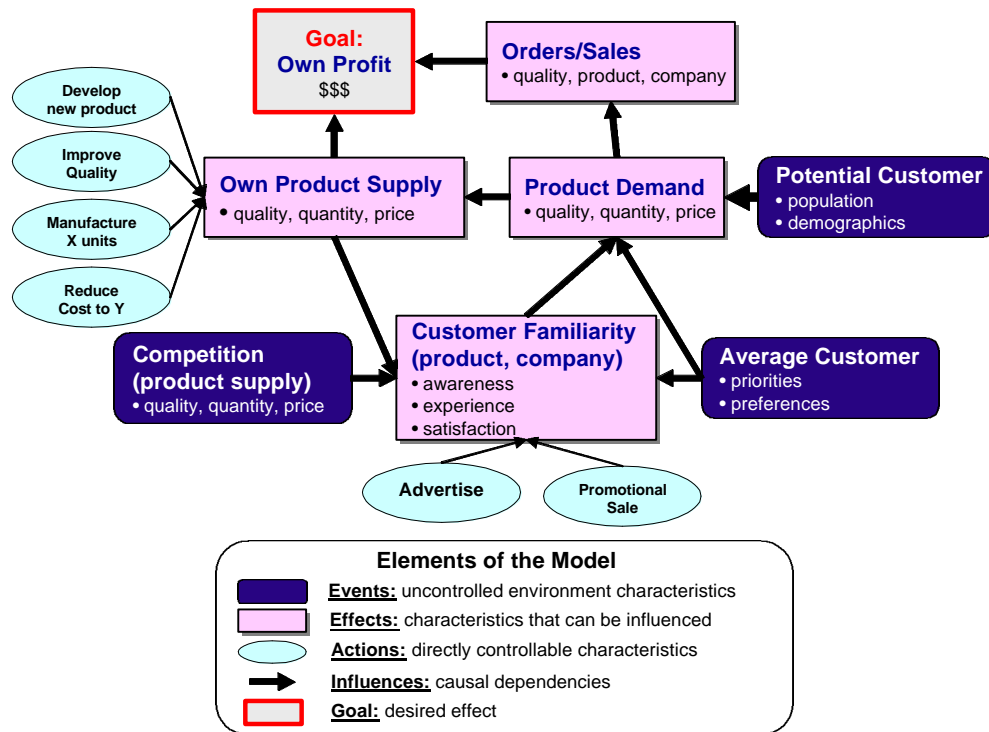 Goal:
Own Profit
$$$
Orders/Sales
• quality, product, company
Develop
new product
Improve
Quality
Manufacture
X units
Reduce
Cost to Y
Own Product Supply
• quality, quantity, price
Product Demand
• quality, quantity, price
Potential Customer
• population
• demographics
Competition
(product supply)
• quality, quantity, price
Customer Familiarity
(product, company)
• awareness
• experience
• satisfaction
Average Customer
• priorities
• preferences
Advertise
Promotional
Sale
Elements of the Model
Events: uncontrolled environment characteristics
Effects: characteristics that can be influenced
Actions: directly controllable characteristics
Influences: causal dependencies
Goal: desired effect